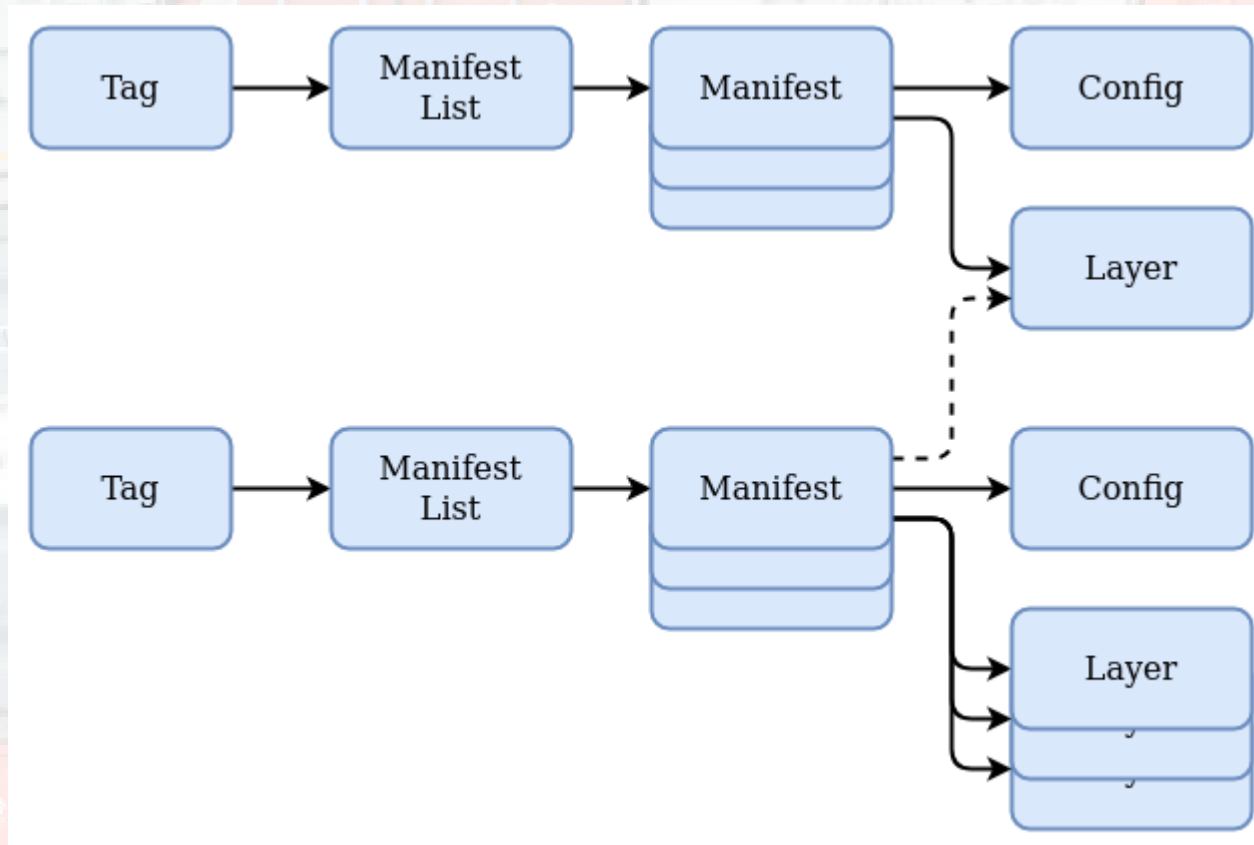 Tag
Manifest
List
Manifest
Config
Layer
Tag
Manifest
List
Manifest
Config
Layer